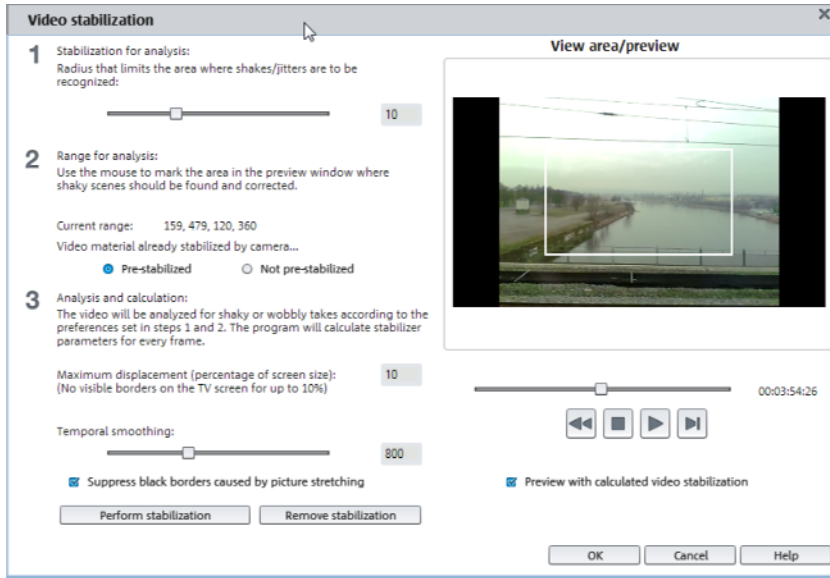 Video stabilization
1 Stabilization for analysis:
Radius that limits the area where shakes/jitters are to be
recognized:
10
2 Range for analysis:
Use the mouse to mark the area in the preview window where
shaky scenes should be found and corrected.
Current range: 159, 479, 120, 360
Video material already stabilized by camera...
Pre-stabilized Not pre-stabilized
3 Analysis and calculation:
The video will be analyzed for shaky or wobbly takes according to the
preferences set in steps 1 and 2. The program will calculate stabilizer
parameters for every frame.
Maximum displacement (percentage of screen size): 10
(No visible borders on the TV screen for up to 10%)
Temporal smoothing:
800
Suppress black borders caused by picture stretching
Perform stabilization Remove stabilization
View area/preview
00:03:54:26
Preview with calculated video stabilization
OK Cancel Help